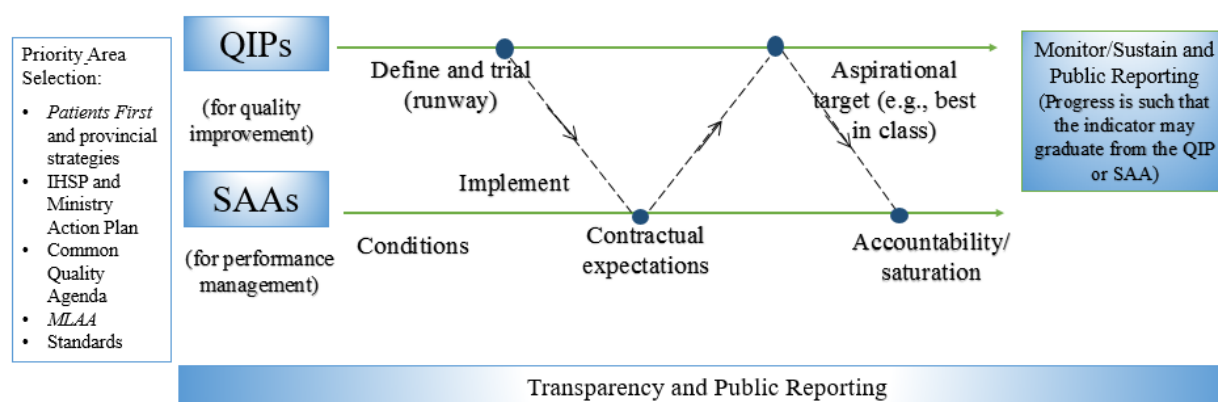 Priority Area
Selection:
• Patients First
and provincial
strategies
• IHSP and
Ministry
Action Plan
• Common
Quality
Agenda
• MLAA
• Standards
QIPs
(for quality
improvement)
SAAs
(for performance
management)
Define and trial
(runway)
Implement
Conditions
Contractual
expectations
Aspirational
target (e.g., best
in class)
Accountability/
saturation
Monitor/Sustain and
Public Reporting
(Progress is such that
the indicator may
graduate from the QIP
or SAA)
Transparency and Public Reporting